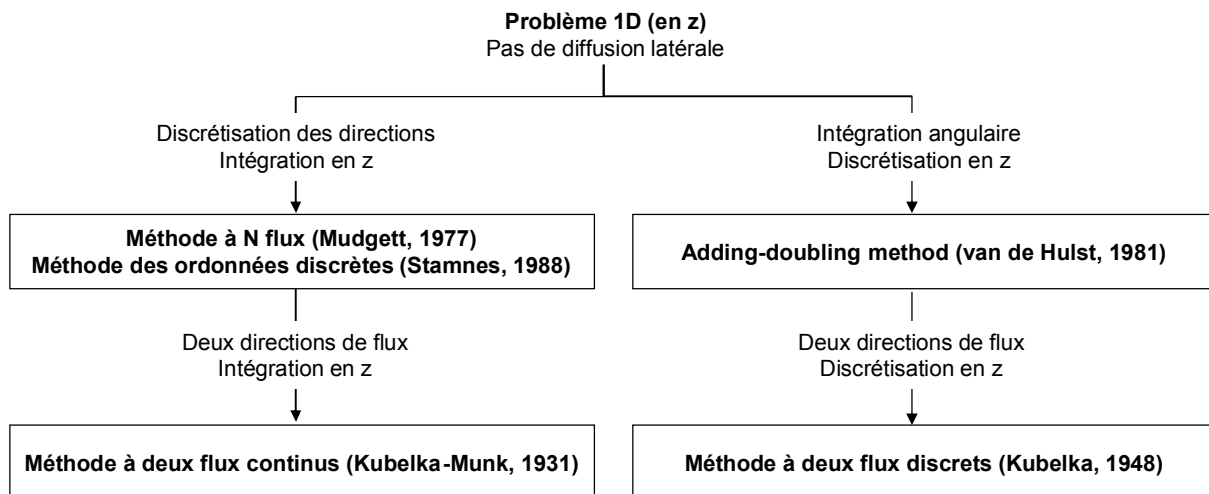 Problème 1D (en z)
Pas de diffusion latérale
Discrétisation des directions
Intégration en z
Intégration angulaire
Discrétisation en z
Méthode à N flux (Mudgett, 1977)
Méthode des ordonnées discrètes (Stamnes, 1988)
Adding-doubling method (van de Hulst, 1981)
Deux directions de flux
Intégration en z
Deux directions de flux
Discrétisation en z
Méthode à deux flux continus (Kubelka-Munk, 1931)
Méthode à deux flux discrets (Kubelka, 1948)